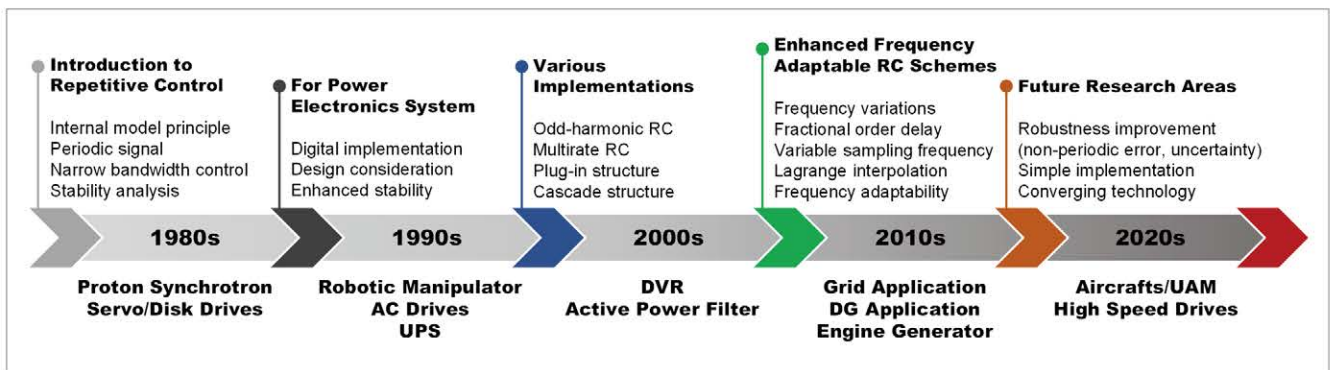 Introduction to
Repetitive Control
Internal model principle
Periodic signal
Narrow bandwidth control
Stability analysis
For Power
Electronics System
Digital implementation
Design consideration
Enhanced stability
Various
Implementations
Odd-harmonic RC
Multirate RC
Plug-in structure
Cascade structure
Enhanced Frequency
Adaptable RC Schemes
Frequency variations
Fractional order delay
Variable sampling frequency
Lagrange interpolation
Frequency adaptability
Future Research Areas
Robustness improvement
(non-periodic error, uncertainty)
Simple implementation
Converging technology
1980s
1990s
2000s
2010s
2020s
Proton Synchrotron
Servo/Disk Drives
Robotic Manipulator
AC Drives
UPS
DVR
Active Power Filter
Grid Application
DG Application
Engine Generator
Aircrafts/UAM
High Speed Drives